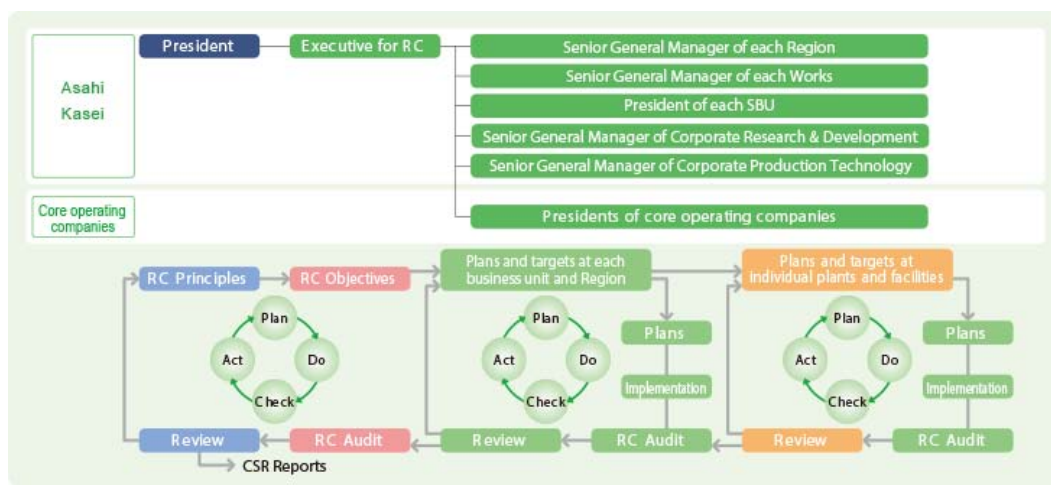 Asahi
Kasei
President
Executive for RC
Senior General Manager of each Region
Senior General Manager of each Works
President of each SBU
Senior General Manager of Corporate Research & Development
Senior General Manager of Corporate Production Technology
Core operating
companies
Presidents of core operating companies
RC Principles
RC Objectives
Plans and targets at each
business unit and Region
Plans and targets at
individual plants and facilities
Plan
Do
Check
Act
Plan
Do
Check
Act
Plans
Implementation
Plan
Do
Check
Act
Plans
Implementation
Review
RC Audit
Review
RC Audit
Review
RC Audit
CSR Reports